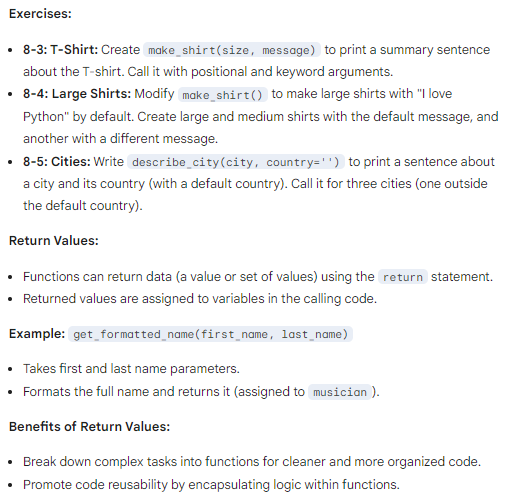 Exercises:
• 8-3: T-Shirt: Create make_shirt(size, message) to print a summary sentence
about the T-shirt. Call it with positional and keyword arguments.
• 8-4: Large Shirts: Modify make_shirt() to make large shirts with "I love
Python" by default. Create large and medium shirts with the default message, and
another with a different message.
• 8-5: Cities: Write describe_city(city, country='') to print a sentence about
a city and its country (with a default country). Call it for three cities (one outside
the default country).
Return Values:
• Functions can return data (a value or set of values) using the return statement.
• Returned values are assigned to variables in the calling code.
Example: get_formatted_name(first_name, last_name)
• Takes first and last name parameters.
• Formats the full name and returns it (assigned to musician ).
Benefits of Return Values:
• Break down complex tasks into functions for cleaner and more organized code.
• Promote code reusability by encapsulating logic within functions.